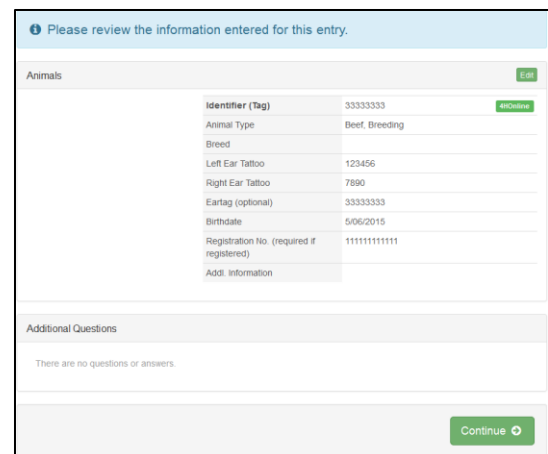 Please review the information entered for this entry.
Animals
Edit
Identifier (Tag) 33333333 4HOnline
Animal Type Beef, Breeding
Breed
Left Ear Tattoo 123456
Right Ear Tattoo 7890
Eartag (optional) 33333333
Birthdate 5/06/2015
Registration No. (required if 111111111111
registered)
Addl. Information
Additional Questions
There are no questions or answers.
Continue